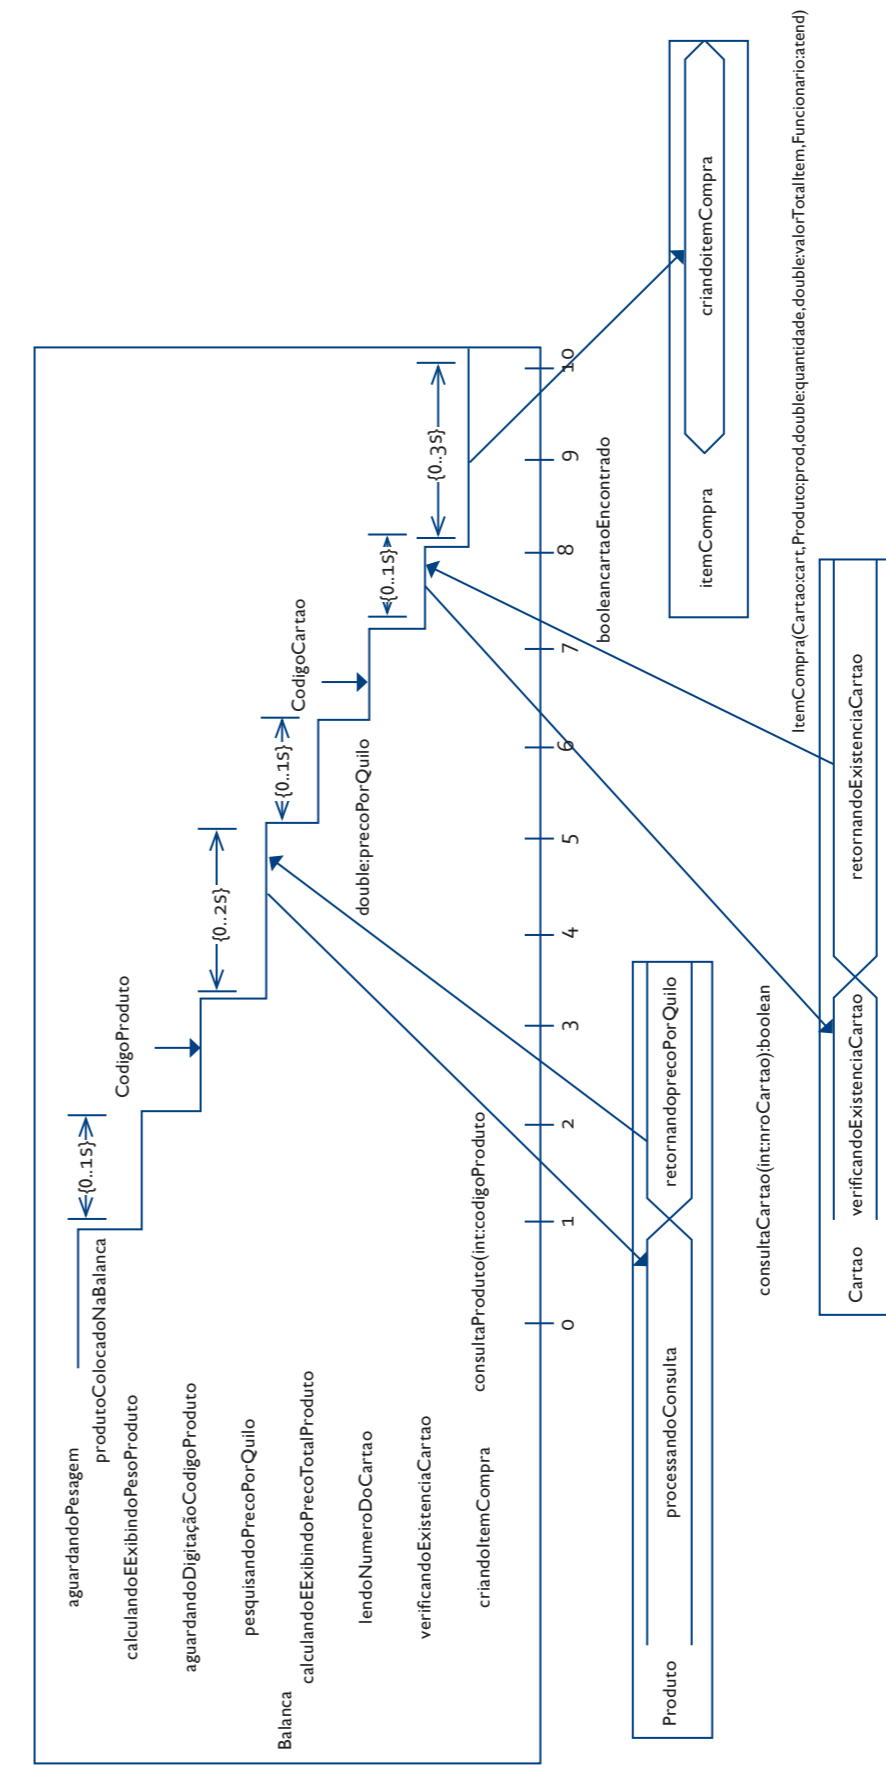 aguardandoPesagem
produtoColocadoNaBalanca
calculandoEExibindoPesoProduto
aguardandoDigitaçãoCodigoProduto
pesquisandoPrecoPorQuilo
Balanca
calculandoEExibindoPrecoTotalProduto
lendoNumeroDoCartao
verificandoExistenciaCartao
criandoItemCompra
{0..1S}
CodigoProduto
{0..2S}
{0..1S}
CodigoCartao
{0..1S}
{0..3S}
double:precoPorQuilo
consultaProduto(int:codigoProduto
0 1 2 3 4 5 6 7 8 9 10
booleancartaoEncontrado
Produto
processandoConsulta
retornandoprecoPorQuilo
itemCompra
criandoitemCompra
consultaCartao(int:nroCartao):boolean
ItemCompra(Cartao:cart,Produto:prod,double:quantidade,double:valorTotalItem,Funcionario:atend)
Cartao
verificandoExistenciaCartao
retornandoExistenciaCartao